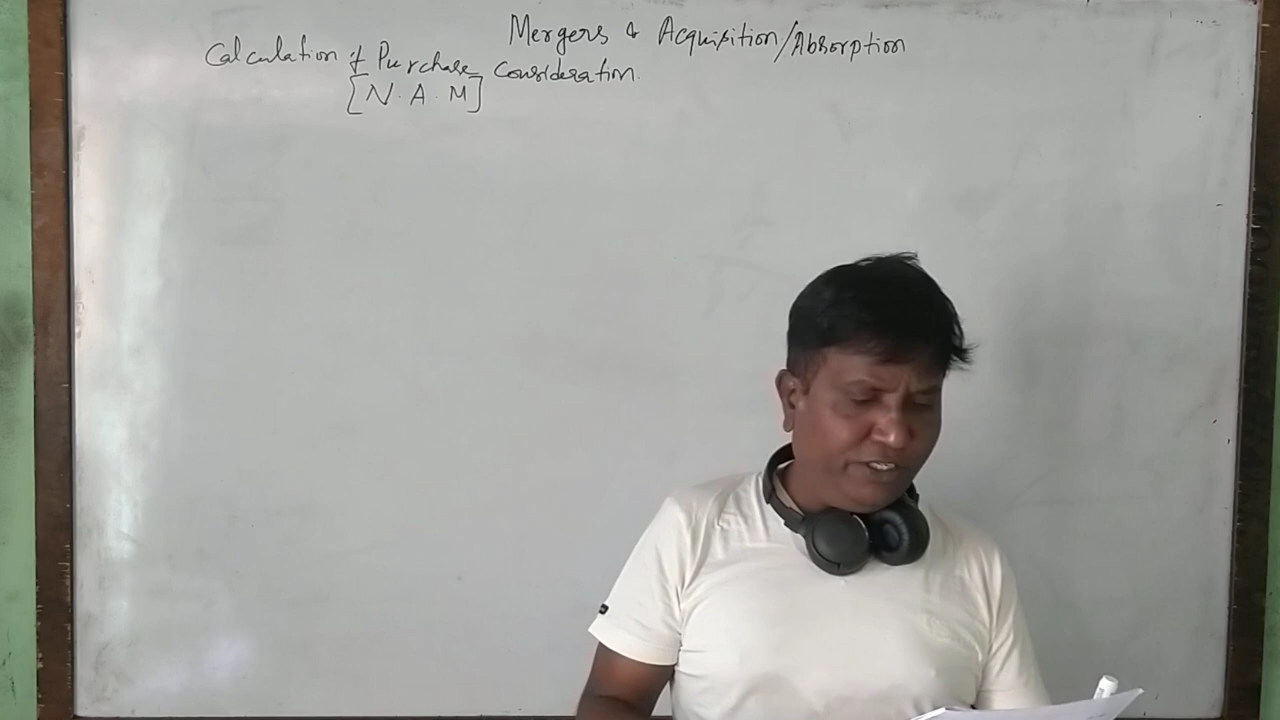 Mergers & Acquisition/Absorption
Calculation of Purchase Consideration.
[N.A.M]